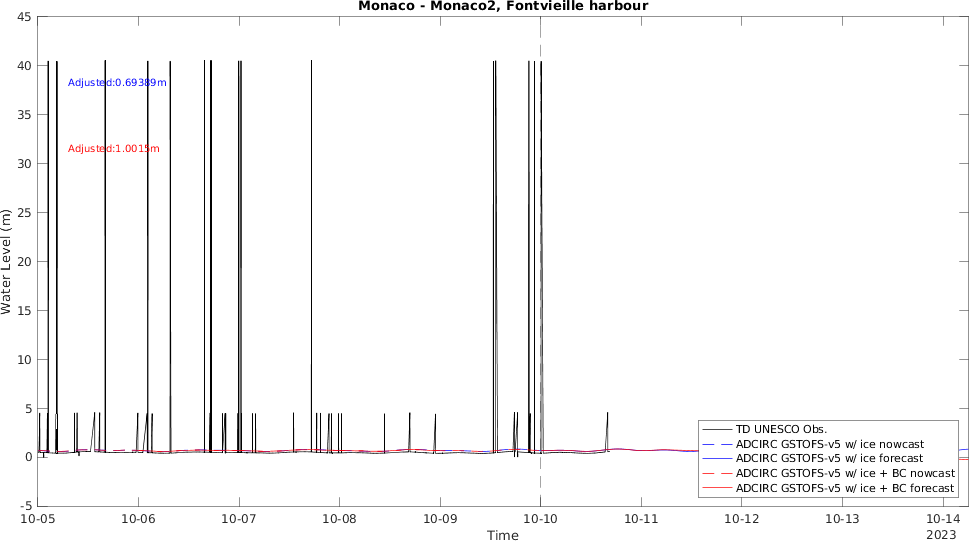 Monaco - Monaco2, Fontvieille harbour
45
40
35
30
25
20
15
10
5
0
-5
Water Level (m)
Adjusted:0.69389m
Adjusted:1.0015m
TD UNESCO Obs.
ADCIRC GSTOFS-v5 w/ ice nowcast
ADCIRC GSTOFS-v5 w/ ice forecast
ADCIRC GSTOFS-v5 w/ ice + BC nowcast
ADCIRC GSTOFS-v5 w/ ice + BC forecast
10-05 10-06 10-07 10-08 10-09 10-10 10-11 10-12 10-13 10-14
2023
Time